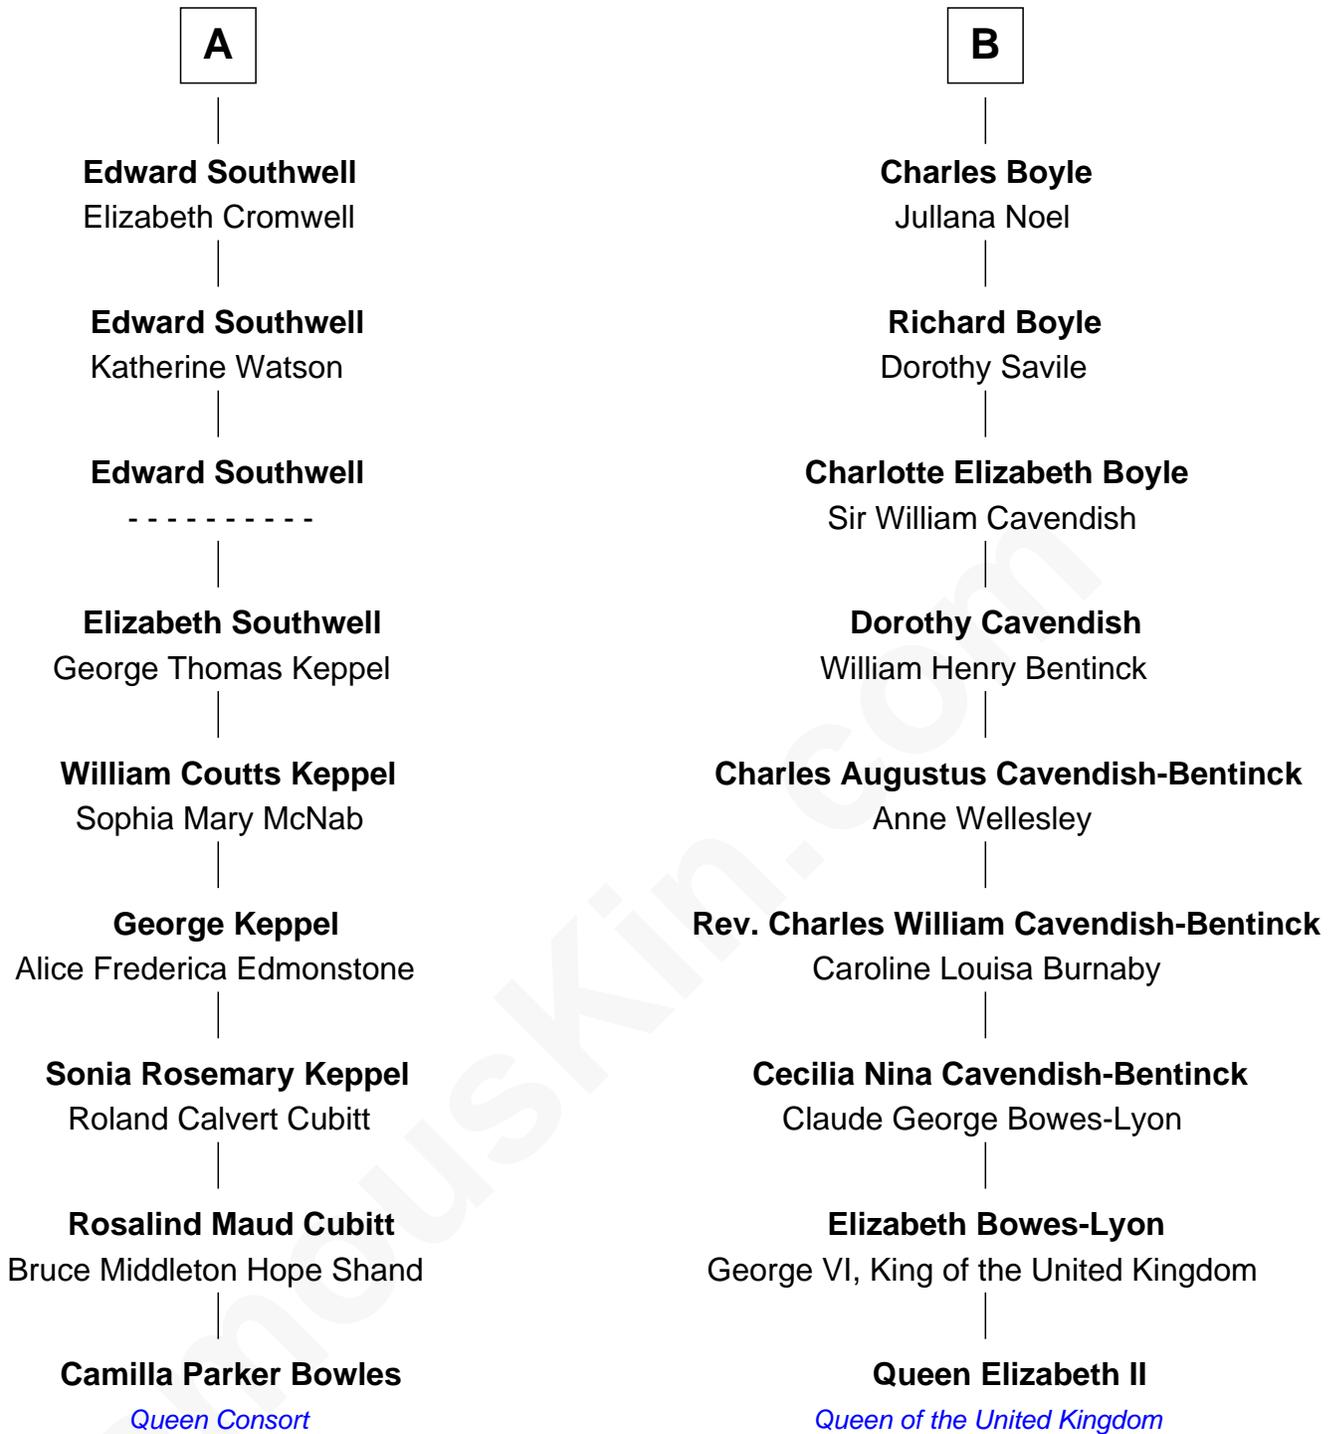 A
B
Edward Southwell
Elizabeth Cromwell
Charles Boyle
Jullana Noel
Edward Southwell
Katherine Watson
Richard Boyle
Dorothy Savile
Edward Southwell
- - - - - - - - - -
Charlotte Elizabeth Boyle
Sir William Cavendish
Elizabeth Southwell
George Thomas Keppel
Dorothy Cavendish
William Henry Bentinck
William Coutts Keppel
Sophia Mary McNab
Charles Augustus Cavendish-Bentinck
Anne Wellesley
George Keppel
Alice Frederica Edmonstone
Rev. Charles William Cavendish-Bentinck
Caroline Louisa Burnaby
Sonia Rosemary Keppel
Roland Calvert Cubitt
Cecilia Nina Cavendish-Bentinck
Claude George Bowes-Lyon
Rosalind Maud Cubitt
Bruce Middleton Hope Shand
Elizabeth Bowes-Lyon
George VI, King of the United Kingdom
Camilla Parker Bowles
Queen Consort
Queen Elizabeth II
Queen of the United Kingdom
omousKin.com